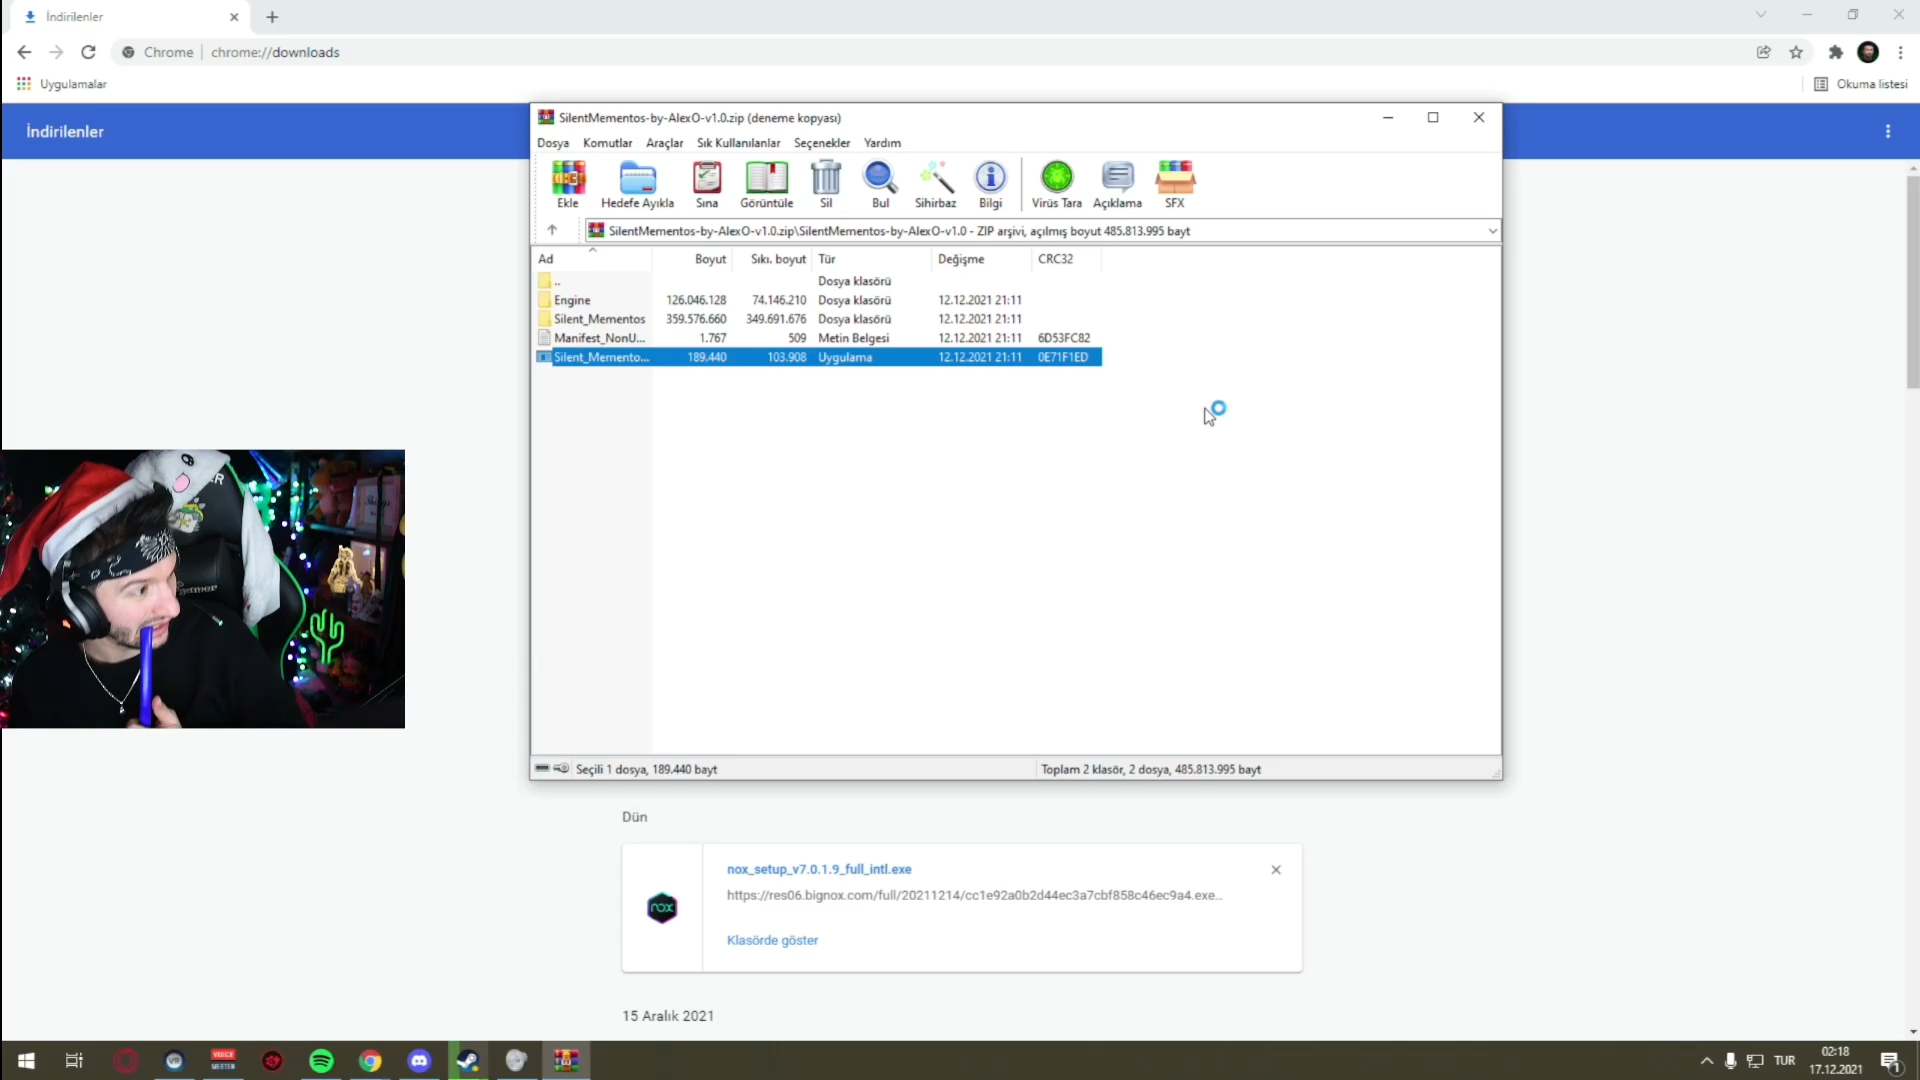 İndirilenler
Chrome
chrome://downloads
Uygulamalar
Okuma listesi
İndirilenler
SilentMementos-by-AlexO-v1.0.zip (deneme kopyası)
Dosya Komutlar Araçlar Sık Kullanılanlar Seçenekler Yardım
Ekle Hedefe Ayıkla Sına Görüntüle Sil Bul Sihirbaz Bilgi Virüs Tara Açıklama SFX
SilentMementos-by-AlexO-v1.0.zip\SilentMementos-by-AlexO-v1.0 - ZIP arşivi, açılmış boyut 485.813.995 bayt
Ad Boyut Sıkı. boyut Tür Değişme CRC32
.. Dosya klasörü
Engine 126.046.128 74.146.210 Dosya klasörü 12.12.2021 21:11
Silent_Mementos 359.576.660 349.691.676 Dosya klasörü 12.12.2021 21:11
Manifest_NonU... 1.767 509 Metin Belgesi 12.12.2021 21:11 6D53FC82
Silent_Memento... 189.440 103.908 Uygulama 12.12.2021 21:11 0E71F1ED
Seçili 1 dosya, 189.440 bayt
Toplam 2 klasör, 2 dosya, 485.813.995 bayt
Dün
nox_setup_v7.0.1.9_full_intl.exe
https://res06.bignox.com/full/20211214/cc1e92a0b2d44ec3a7cbf858c46ec9a4.exe...
nox
Klasörde göster
15 Aralık 2021
VOICE
MEETER
TUR
02:18
17.12.2021
1